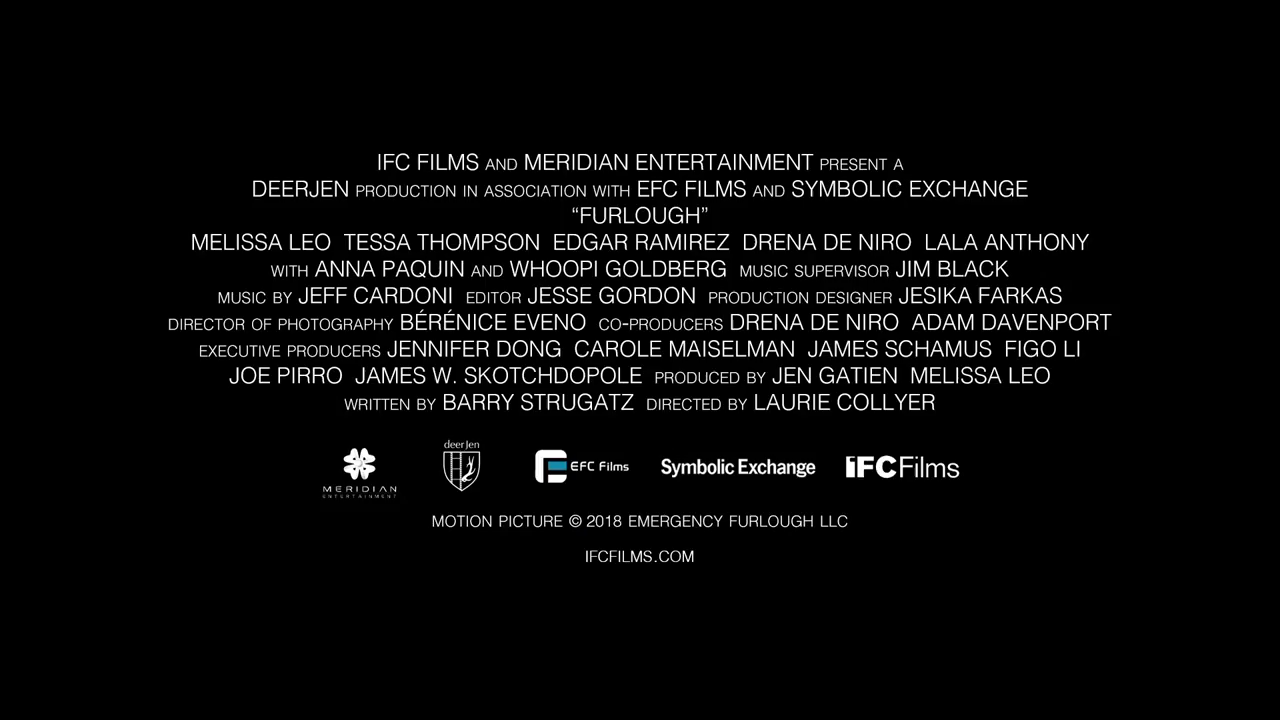 IFC FILMS AND MERIDIAN ENTERTAINMENT PRESENT A
DEERJEN PRODUCTION IN ASSOCIATION WITH EFC FILMS AND SYMBOLIC EXCHANGE
“FURLOUGH”
MELISSA LEO TESSA THOMPSON EDGAR RAMIREZ DRENA DE NIRO LALA ANTHONY
WITH ANNA PAQUIN AND WHOOPI GOLDBERG MUSIC SUPERVISOR JIM BLACK
MUSIC BY JEFF CARDONI EDITOR JESSE GORDON PRODUCTION DESIGNER JESIKA FARKAS
DIRECTOR OF PHOTOGRAPHY BÉRÉNICE EVENO CO-PRODUCERS DRENA DE NIRO ADAM DAVENPORT
EXECUTIVE PRODUCERS JENNIFER DONG CAROLE MAISELMAN JAMES SCHAMUS FIGO LI
JOE PIRRO JAMES W. SKOTCHDOPOLE PRODUCED BY JEN GATIEN MELISSA LEO
WRITTEN BY BARRY STRUGATZ DIRECTED BY LAURIE COLLYER
MERIDIAN
ENTERTAINMENT
deerJen
EFC Films
Symbolic Exchange
IFC Films
MOTION PICTURE © 2018 EMERGENCY FURLOUGH LLC
IFCFILMS.COM